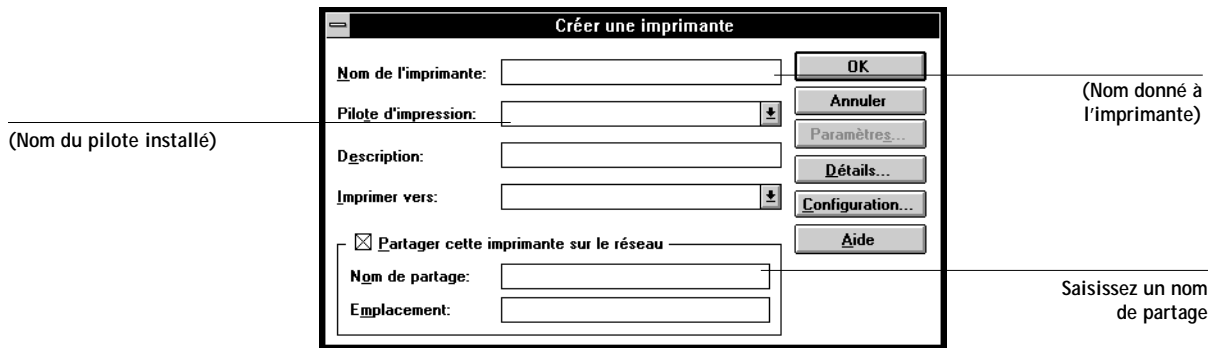 Créer une imprimante
Nom de l'imprimante:
OK
(Nom donné à
l'imprimante)
Pilote d'impression:
Annuler
(Nom du pilote installé)
Paramètres...
Description:
Détails...
Imprimer vers:
Configuration...
Partager cette imprimante sur le réseau
Aide
Nom de partage:
Saisissez un nom
de partage
Emplacement: